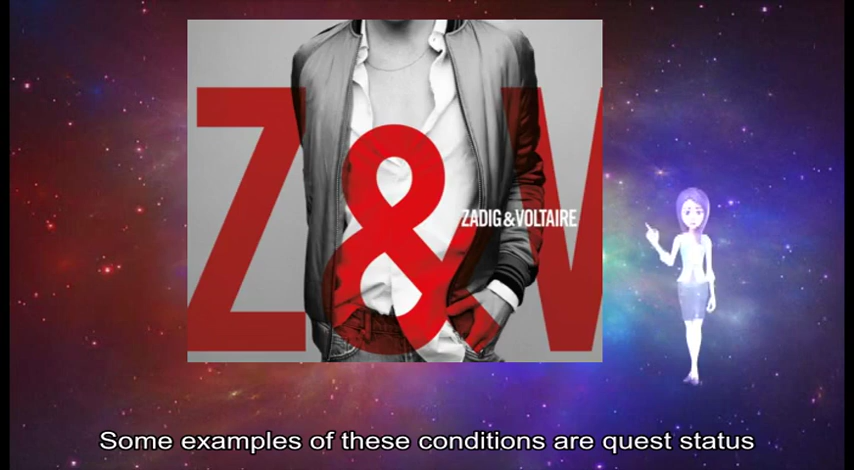 Z&V
ZADIG&VOLTAIRE
Some examples of these conditions are quest status